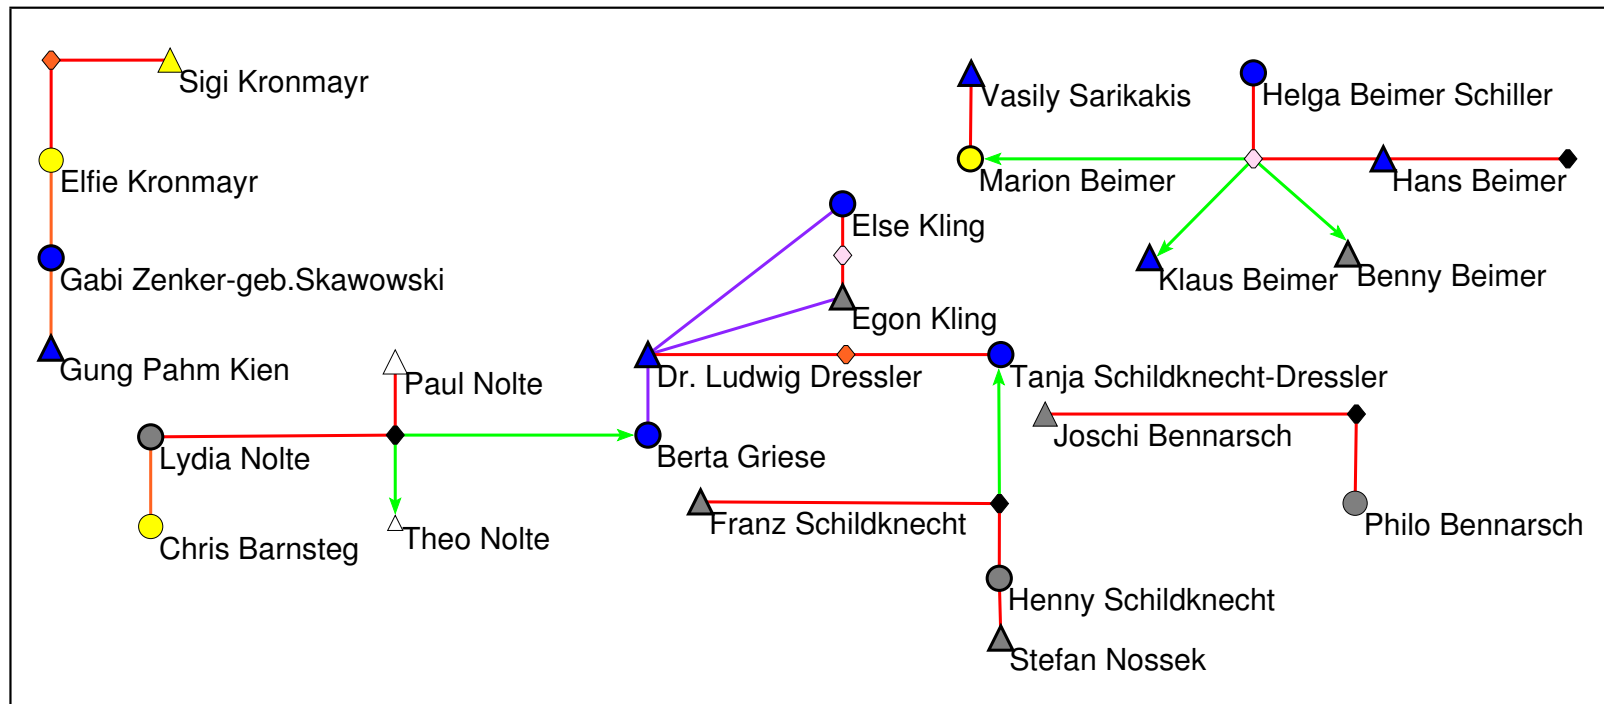 Sigi Kronmayr
Vasily Sarikakis
Helga Beimer Schiller
Elfie Kronmayr
Marion Beimer
Hans Beimer
Else Kling
Gabi Zenker-geb.Skawowski
Klaus Beimer
Benny Beimer
Egon Kling
Gung Pahm Kien
Paul Nolte
Dr. Ludwig Dressler
Tanja Schildknecht-Dressler
Joschi Bennarsch
Lydia Nolte
Berta Griese
Franz Schildknecht
Philo Bennarsch
Chris Barnsteg
Theo Nolte
Henny Schildknecht
Stefan Nossek